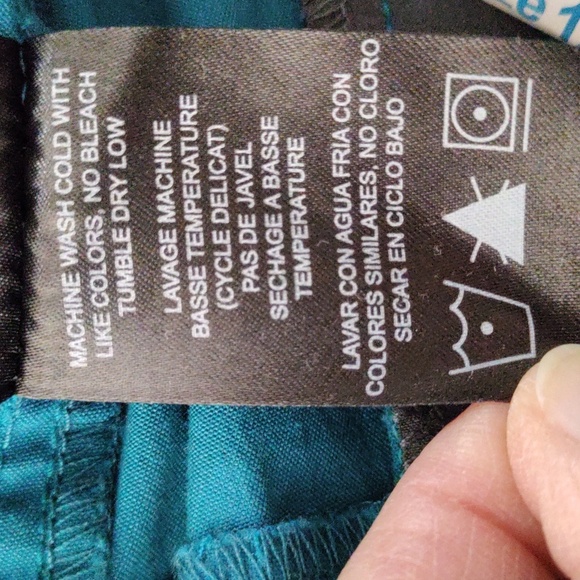 MACHINE WASH COLD WITH
LIKE COLORS, NO BLEACH
TUMBLE DRY LOW
LAVAGE MACHINE
BASSE TEMPERATURE
(CYCLE DELICAT)
PAS DE JAVEL
SECHAGE A BASSE
TEMPERATURE
LAVAR CON AGUA FRIA CON
COLORES SIMILARES. NO CLORO
SECAR EN CICLO BAJO